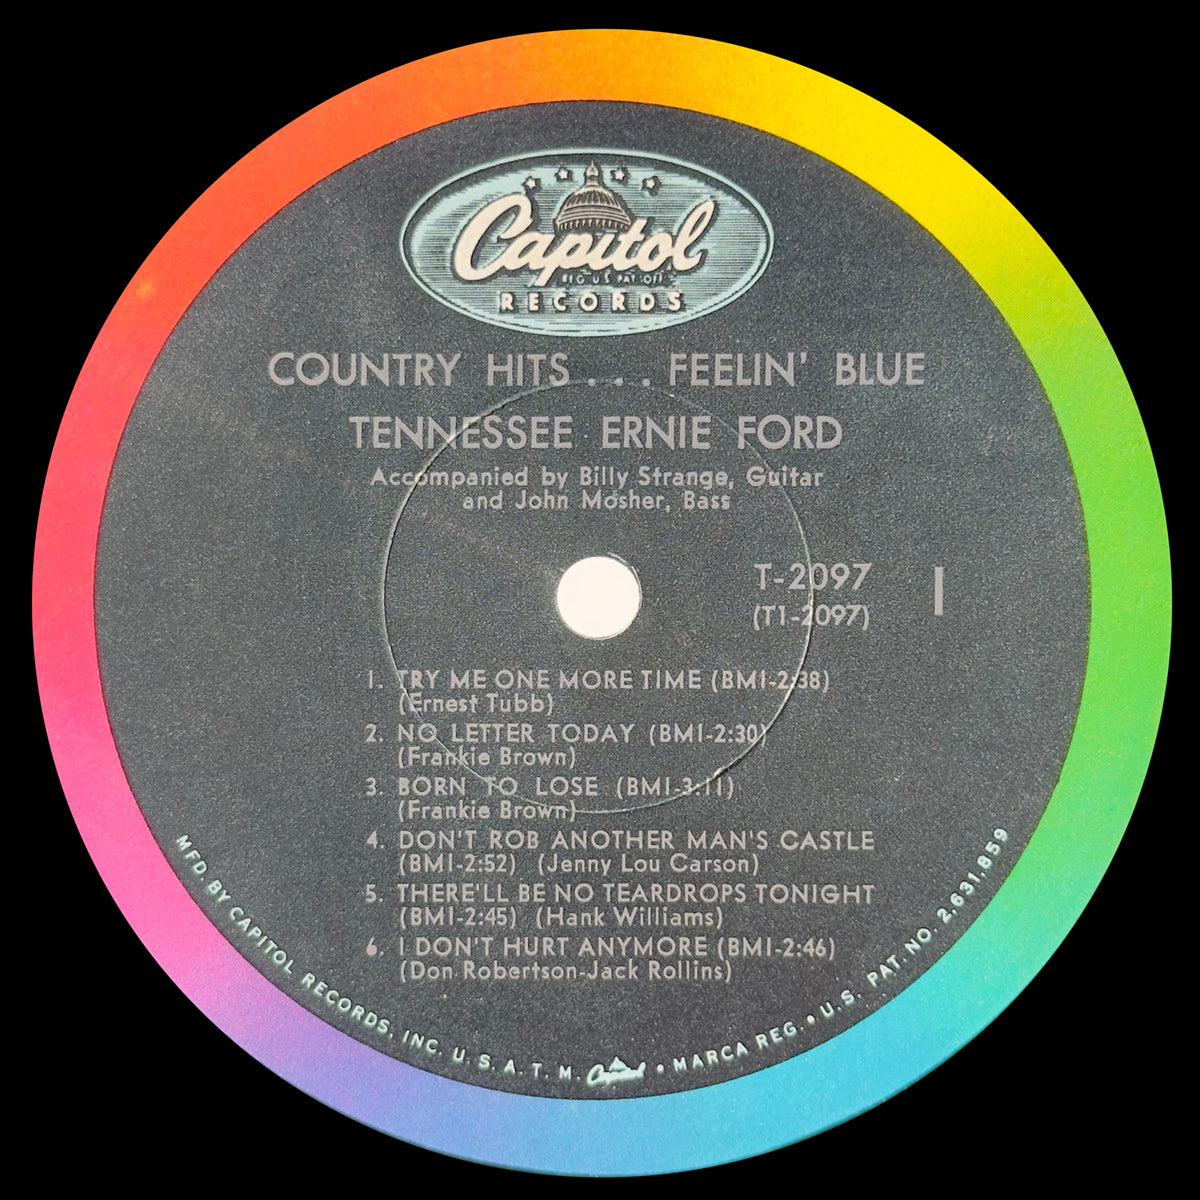 Capitol
REG. U.S. PAT. OFF.
RECORDS
COUNTRY HITS . . . FEELIN' BLUE
TENNESSEE ERNIE FORD
Accompanied by Billy Strange, Guitar
and John Mosher, Bass
T-2097
(T1-2097)
1
1. TRY ME ONE MORE TIME (BMI-2:38)
(Ernest Tubb)
2. NO LETTER TODAY (BMI-2:30)
(Frankie Brown)
3. BORN TO LOSE (BMI-3:11)
(Frankie Brown)
4. DON'T ROB ANOTHER MAN'S CASTLE
(BMI-2:52) (Jenny Lou Carson)
5. THERE'LL BE NO TEARDROPS TONIGHT
(BMI-2:45) (Hank Williams)
6. I DON'T HURT ANYMORE (BMI-2:46)
(Don Robertson-Jack Rollins)
MFD. BY CAPITOL RECORDS, INC. U.S.A. T.M. Capitol • MARCA REG. • U.S. PAT. NO. 2,631,859